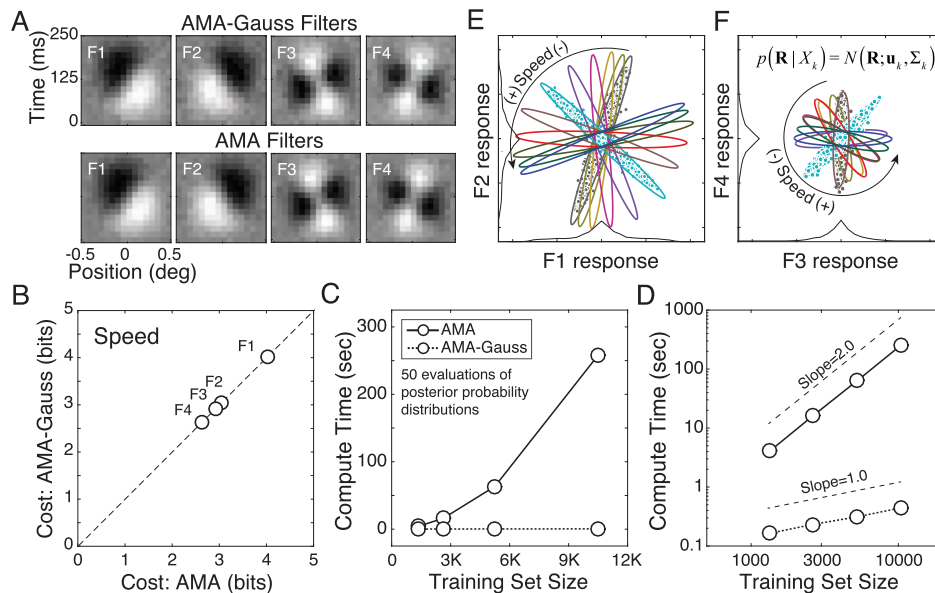 A
AMA-Gauss Filters
Time (ms)
250
125
0
F1
F2
F3
F4
AMA Filters
F1
F2
F3
F4
-0.5
0
0.5
Position (deg)
E
(+) Speed (-)
F2 response
F1 response
F
p(R | X_k) = N(R; u_k, Σ_k)
(-) Speed (+)
F4 response
F3 response
B
Speed
5
4
3
2
1
0
Cost: AMA-Gauss (bits)
F1
F2
F3
F4
0
1
2
3
4
5
Cost: AMA (bits)
C
300
200
100
0
Compute Time (sec)
AMA
AMA-Gauss
50 evaluations of
posterior probability
distributions
3K
6K
9K
12K
Training Set Size
D
1000
100
10
1
0.1
Compute Time (sec)
Slope=2.0
Slope=1.0
1000
3000
10000
Training Set Size